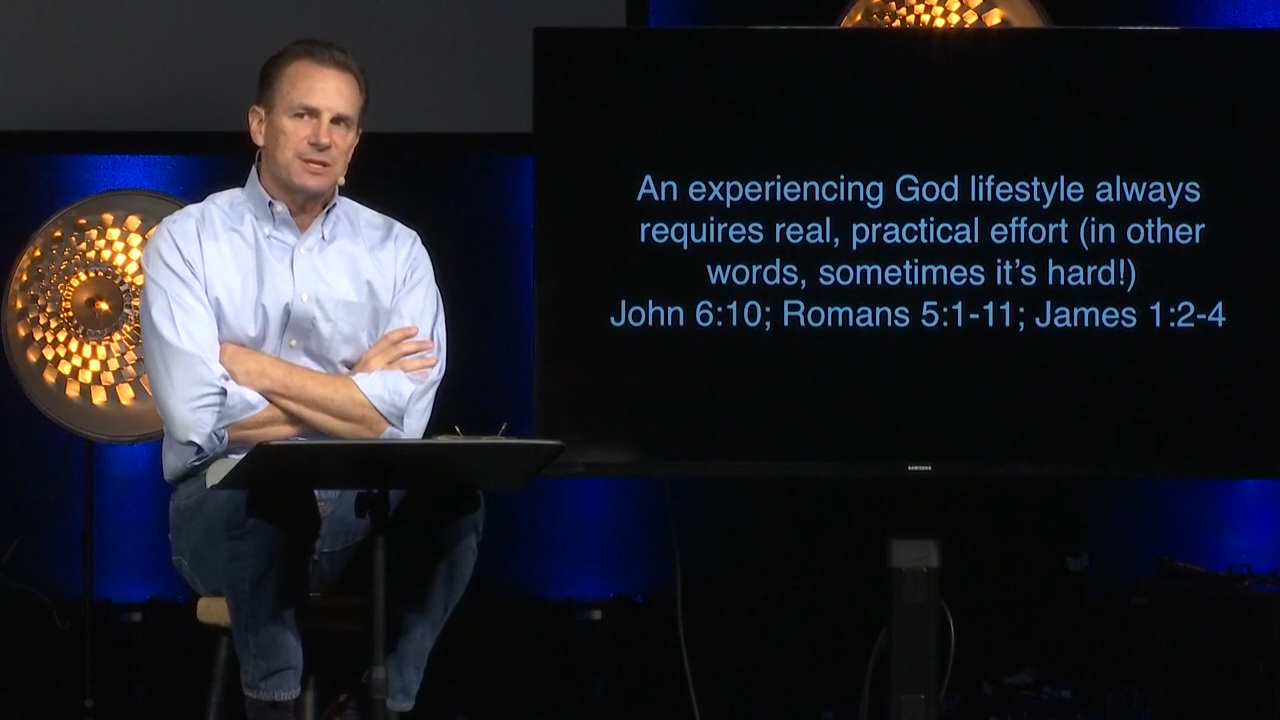 An experiencing God lifestyle always
requires real, practical effort (in other
words, sometimes it’s hard!)
John 6:10; Romans 5:1-11; James 1:2-4
SAMSUNG